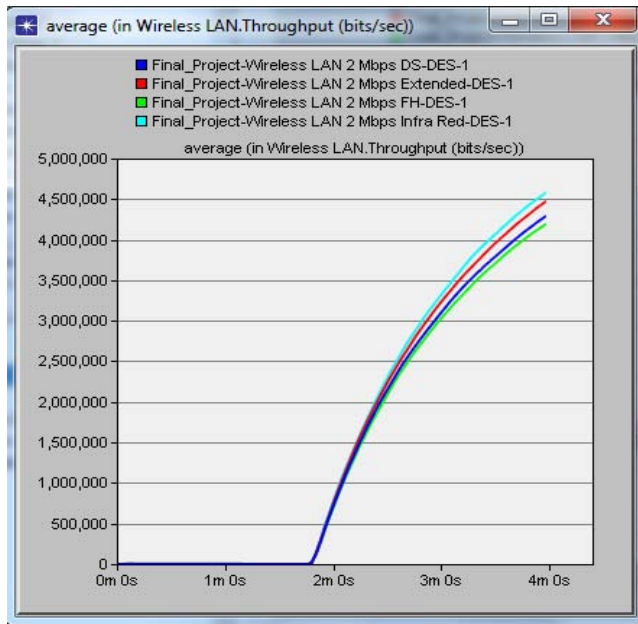 average (in Wireless LAN.Throughput (bits/sec))
Final_Project-Wireless LAN 2 Mbps DS-DES-1
Final_Project-Wireless LAN 2 Mbps Extended-DES-1
Final_Project-Wireless LAN 2 Mbps FH-DES-1
Final_Project-Wireless LAN 2 Mbps Infra Red-DES-1
average (in Wireless LAN.Throughput (bits/sec))
5,000,000
4,500,000
4,000,000
3,500,000
3,000,000
2,500,000
2,000,000
1,500,000
1,000,000
500,000
0
0m 0s 1m 0s 2m 0s 3m 0s 4m 0s